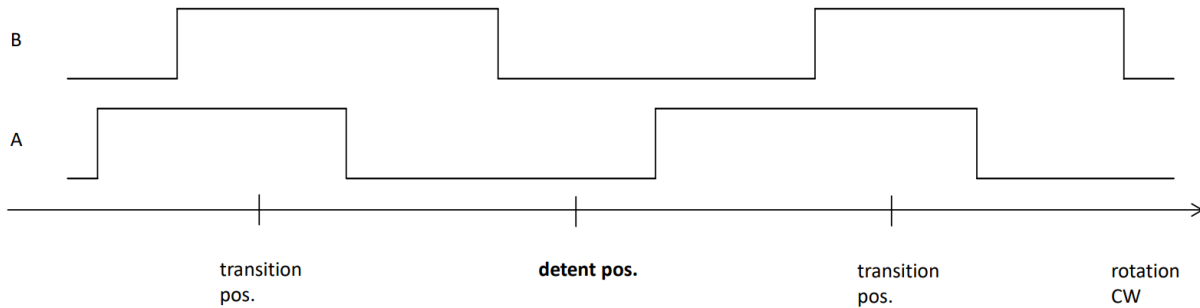 B
A
transition
pos.
detent pos.
transition
pos.
rotation
CW